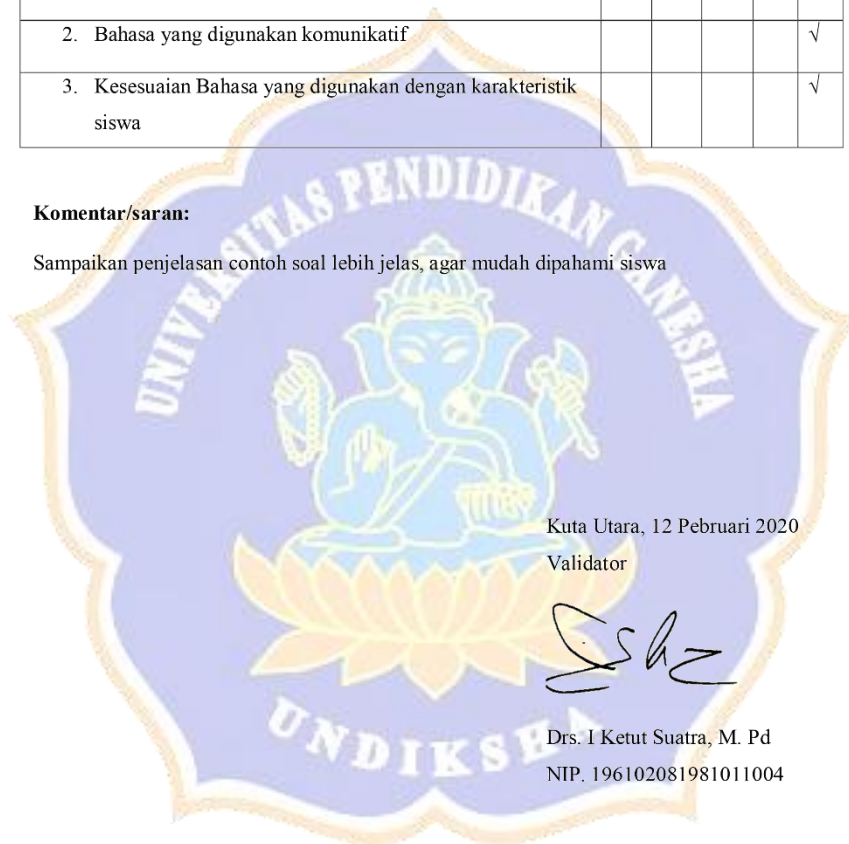 2. Bahasa yang digunakan komunikatif √
3. Kesesuaian Bahasa yang digunakan dengan karakteristik √
siswa
UNIVERSITAS PENDIDIKAN GANESHA
Komentar/saran:
Sampaikan penjelasan contoh soal lebih jelas, agar mudah dipahami siswa
Kuta Utara, 12 Pebruari 2020
Validator
UNDIKSHA
Drs. I Ketut Suatra, M. Pd
NIP. 196102081981011004